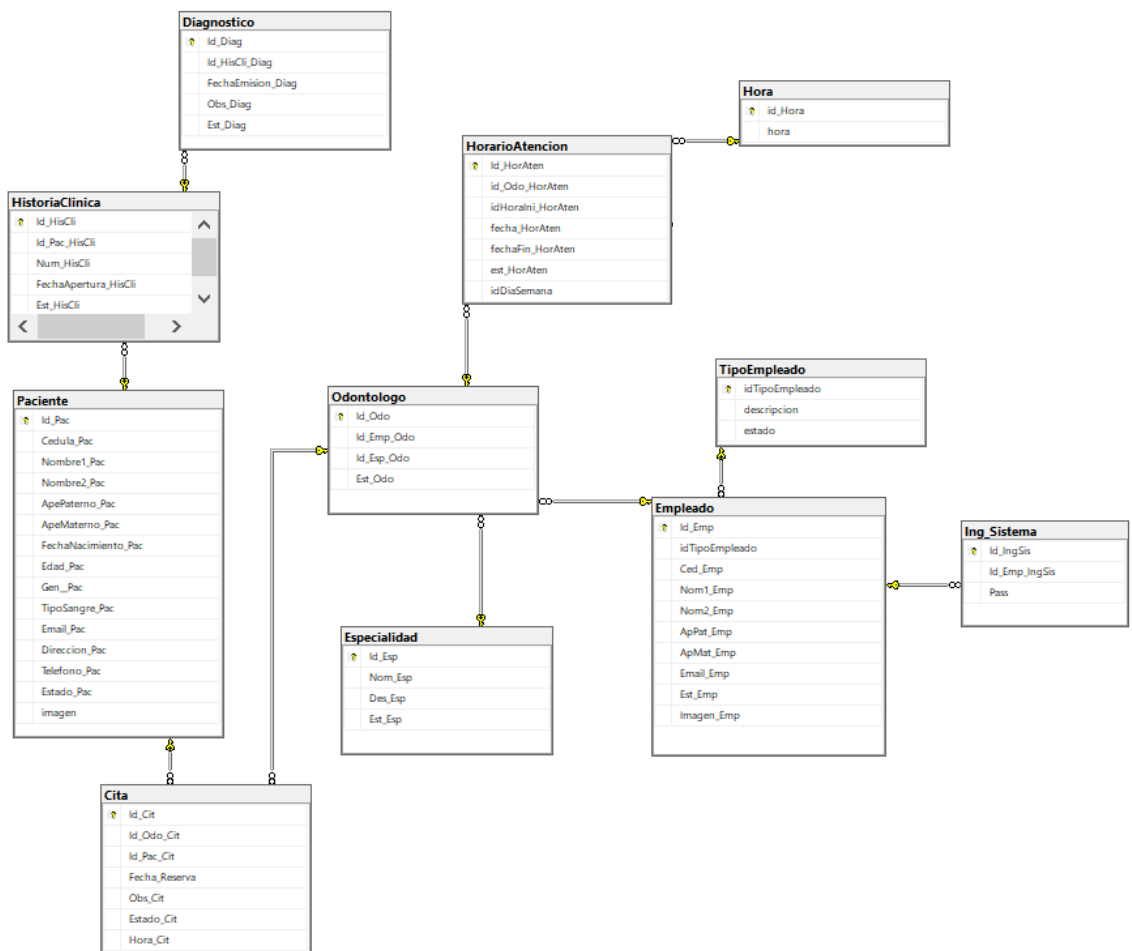 Diagnostico
Id_Diag
Id_HisCli_Diag
FechaEmision_Diag
Obs_Diag
Est_Diag
Hora
id_Hora
hora
HorarioAtencion
Id_HorAten
id_Odo_HorAten
idHoraIni_HorAten
fecha_HorAten
fechaFin_HorAten
est_HorAten
idDiaSemana
HistoriaClinica
Id_HisCli
Id_Pac_HisCli
Num_HisCli
FechaApertura_HisCli
Est_HisCli
Paciente
Id_Pac
Cedula_Pac
Nombre1_Pac
Nombre2_Pac
ApePaterno_Pac
ApeMaterno_Pac
FechaNacimiento_Pac
Edad_Pac
Gen__Pac
TipoSangre_Pac
Email_Pac
Direccion_Pac
Telefono_Pac
Estado_Pac
imagen
Odontologo
Id_Odo
Id_Emp_Odo
Id_Esp_Odo
Est_Odo
TipoEmpleado
idTipoEmpleado
descripcion
estado
Empleado
Id_Emp
idTipoEmpleado
Ced_Emp
Nom1_Emp
Nom2_Emp
ApPat_Emp
ApMat_Emp
Email_Emp
Est_Emp
Imagen_Emp
Ing_Sistema
Id_IngSis
Id_Emp_IngSis
Pass
Especialidad
Id_Esp
Nom_Esp
Des_Esp
Est_Esp
Cita
Id_Cit
Id_Odo_Cit
Id_Pac_Cit
Fecha_Reserva
Obs_Cit
Estado_Cit
Hora_Cit